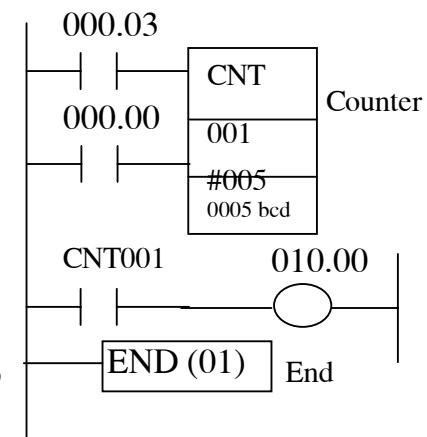 000.03
CNT
Counter
000.00
001
#005
0005 bcd
CNT001
010.00
END (01)
End